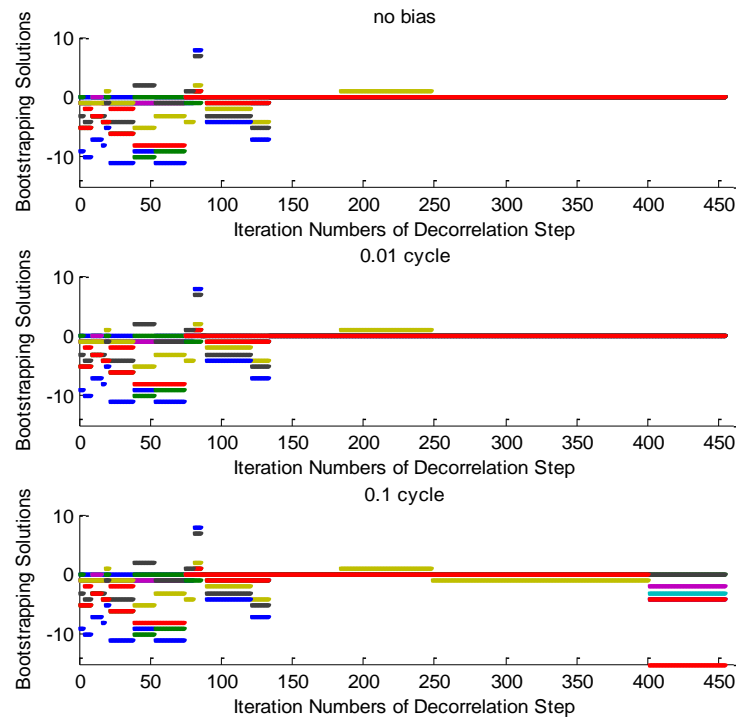 no bias
Bootstrapping Solutions
10
0
-10
0 50 100 150 200 250 300 350 400 450
Iteration Numbers of Decorrelation Step
0.01 cycle
Bootstrapping Solutions
10
0
-10
0 50 100 150 200 250 300 350 400 450
Iteration Numbers of Decorrelation Step
0.1 cycle
Bootstrapping Solutions
10
0
-10
0 50 100 150 200 250 300 350 400 450
Iteration Numbers of Decorrelation Step